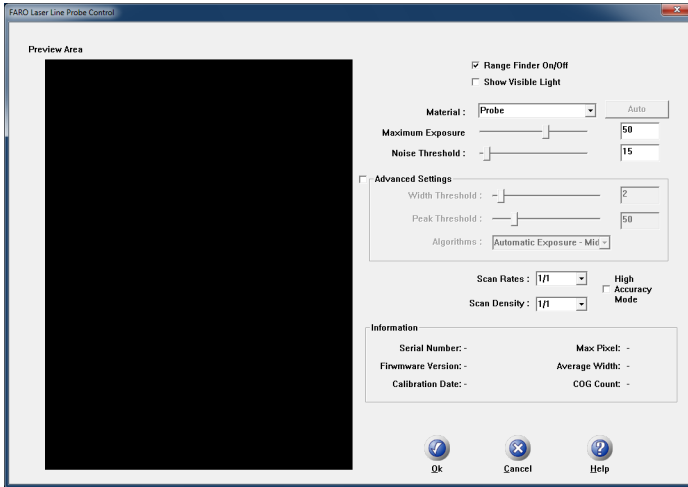 FARO Laser Line Probe Control
Preview Area
Range Finder On/Off
Show Visible Light
Material : Probe Auto
Maximum Exposure 50
Noise Threshold : 15
Advanced Settings
Width Threshold : 2
Peak Threshold : 50
Algorithms : Automatic Exposure - Mid
Scan Rates : 1/1
High Accuracy Mode
Scan Density : 1/1
Information
Serial Number: - Max Pixel: -
Firwmware Version: - Average Width: -
Calibration Date: - COG Count: -
Ok Cancel Help